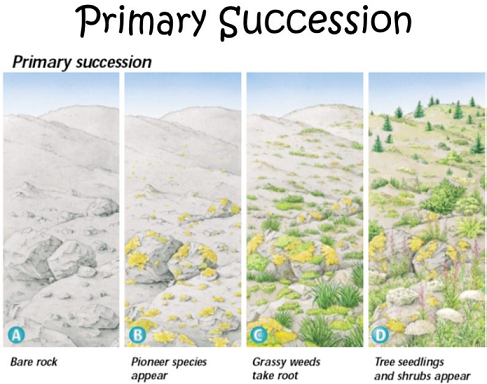 Primary Succession
Primary succession
A
B
C
D
Bare rock
Pioneer species
appear
Grassy weeds
take root
Tree seedlings
and shrubs appear